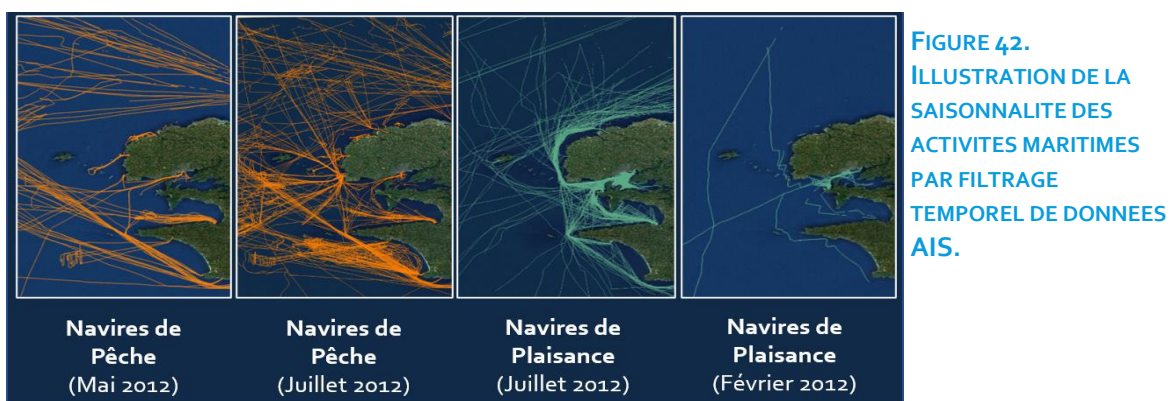 FIGURE 42.
ILLUSTRATION DE LA
SAISONNALITE DES
ACTIVITES MARITIMES
PAR FILTRAGE
TEMPOREL DE DONNEES
AIS.
Navires de
Pêche
(Mai 2012)
Navires de
Pêche
(Juillet 2012)
Navires de
Plaisance
(Juillet 2012)
Navires de
Plaisance
(Février 2012)